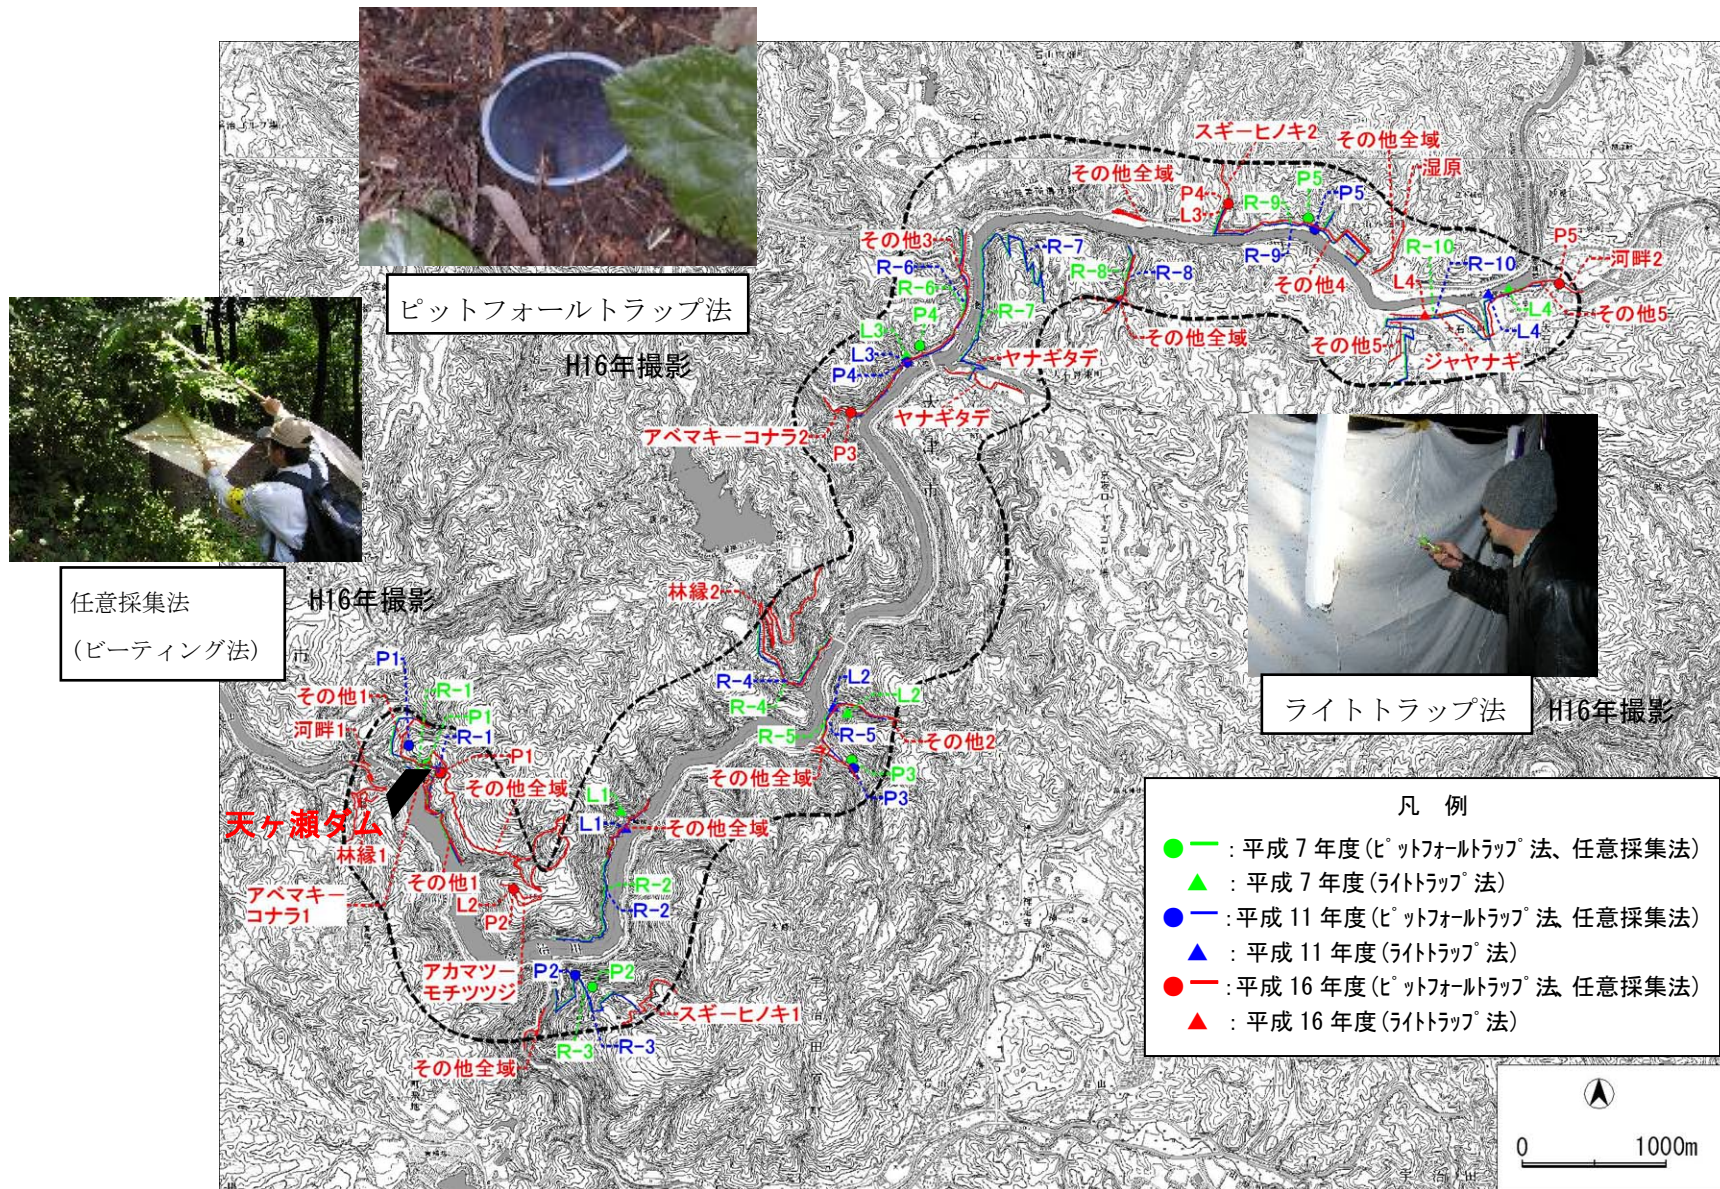 ピットフォールトラップ法
H16年撮影
任意採集法
(ビーティング法)
H16年撮影
ライトトラップ法
H16年撮影
スギーヒノキ2
その他全域
その他全域
湿原
P4
L3
R-9
P5
P5
R-9
R-10
R-10
P5
河畔2
その他3
R-6
R-6
R-7
R-7
R-8
R-8
その他4
L4
L4
L4
その他5
その他5
ジャヤナギ
その他全域
P4
L3
L3
P4
ヤナギタデ
ヤナギタデ
アベマキーコナラ2
P3
林縁2
R-4
R-4
L2
L2
R-5
R-5
その他2
その他全域
P3
P3
P1
その他1
R-1
P1
河畔1
R-1
P1
その他全域
天ヶ瀬ダム
林縁1
その他1
アベマキー
コナラ1
L2
P2
L1
L1
その他全域
R-2
R-2
アカマツー
モチツツジ
P2
P2
スギーヒノキ1
R-3
R-3
その他全域
大
津
市
市
凡 例
：平成７年度(ピットフォールトラップ法、任意採集法)
：平成７年度(ライトトラップ法)
：平成11年度(ピットフォールトラップ法、任意採集法)
：平成11年度(ライトトラップ法)
：平成16年度(ピットフォールトラップ法、任意採集法)
：平成16年度(ライトトラップ法)
0 1000m